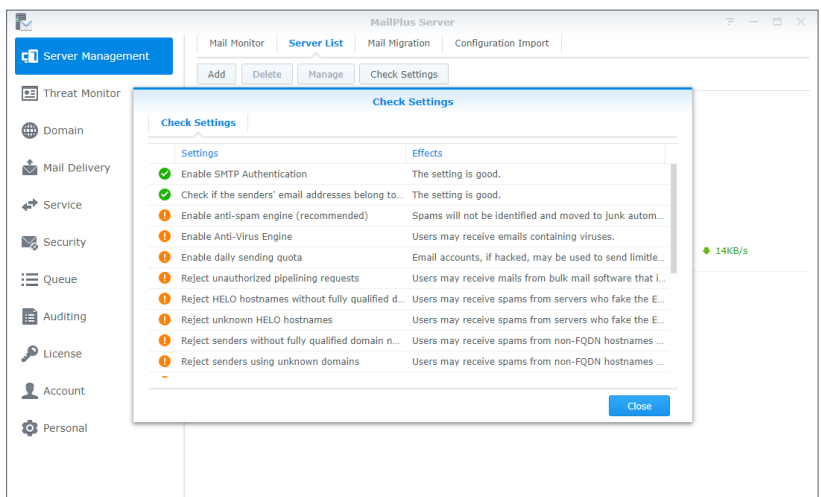 MailPlus Server
Server Management
Threat Monitor
Domain
Mail Delivery
Service
Security
Queue
Auditing
License
Account
Personal
Mail Monitor Server List Mail Migration Configuration Import
Add Delete Manage Check Settings
Check Settings
Check Settings
Settings Effects
Enable SMTP Authentication The setting is good.
Check if the senders' email addresses belong to... The setting is good.
Enable anti-spam engine (recommended) Spams will not be identified and moved to junk autom...
Enable Anti-Virus Engine Users may receive emails containing viruses.
Enable daily sending quota Email accounts, if hacked, may be used to send limitle...
Reject unauthorized pipelining requests Users may receive mails from bulk mail software that i...
Reject HELO hostnames without fully qualified d... Users may receive spams from servers who fake the E...
Reject unknown HELO hostnames Users may receive spams from servers who fake the E...
Reject senders without fully qualified domain n... Users may receive spams from non-FQDN hostnames ...
Reject senders using unknown domains Users may receive spams from non-FQDN hostnames ...
Close
14KB/s